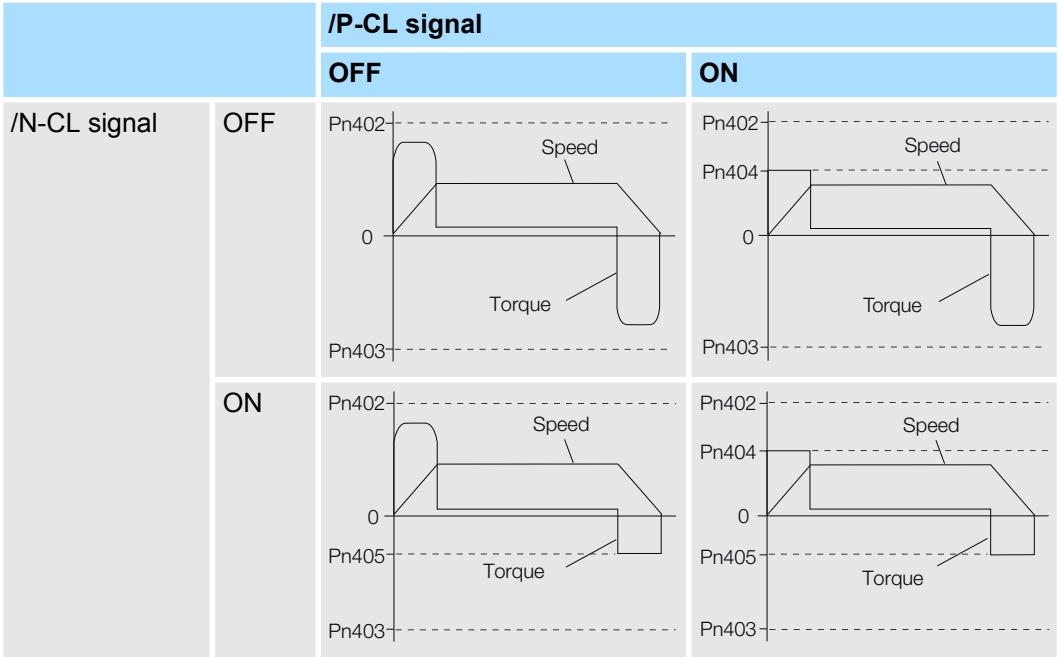 /P-CL signal
OFF
ON
/N-CL signal
OFF
Pn402
Speed
0
Torque
Pn403
Pn402
Speed
Pn404
0
Torque
Pn403
ON
Pn402
Speed
0
Pn405
Torque
Pn403
Pn402
Speed
Pn404
0
Pn405
Torque
Pn403